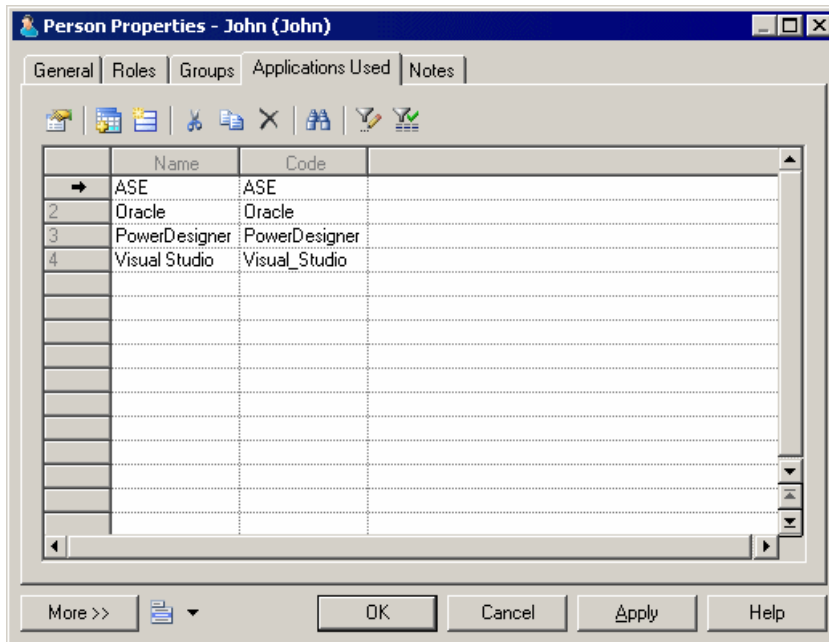 Person Properties - John (John)
General Roles Groups Applications Used Notes
Name Code
ASE ASE
2 Oracle Oracle
3 PowerDesigner PowerDesigner
4 Visual Studio Visual_Studio
More >> OK Cancel Apply Help